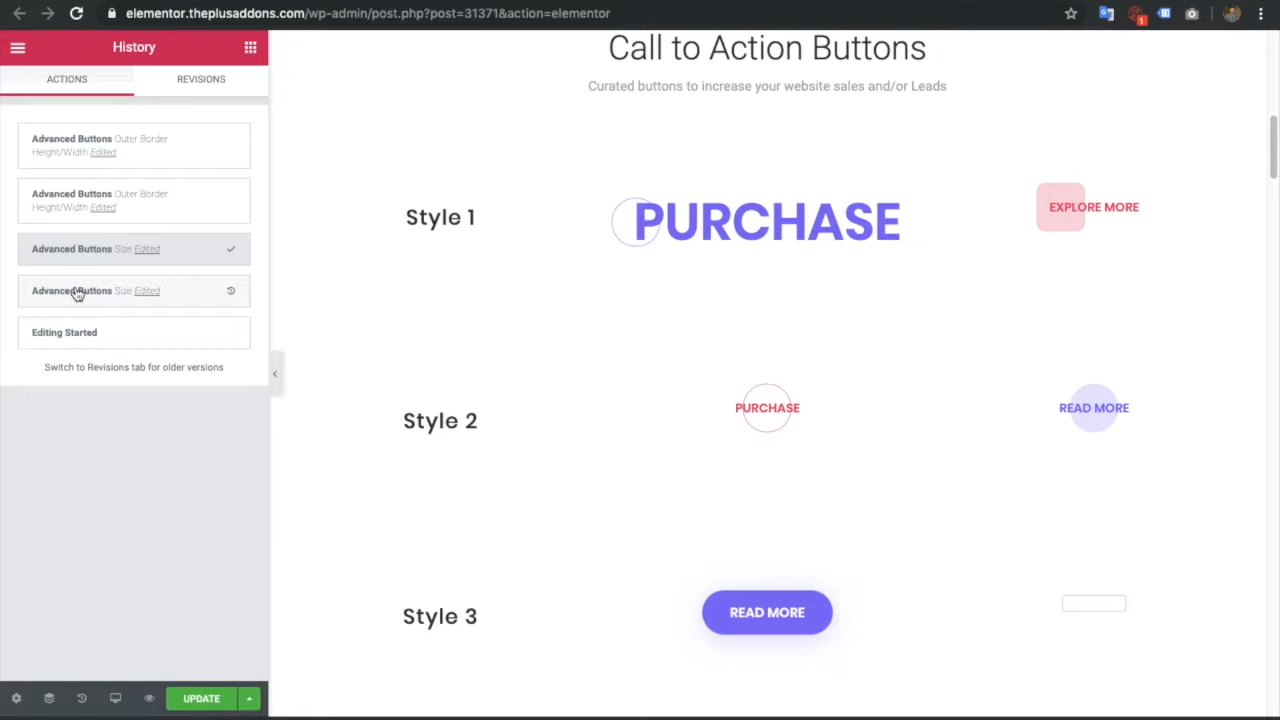 elementor.theplusaddons.com/wp-admin/post.php?post=31371&action=elementor
1
History
ACTIONS
REVISIONS
Advanced Buttons Outer Border
Height/Width Edited
Advanced Buttons Outer Border
Height/Width Edited
Advanced Buttons Size Edited
Advanced Buttons Size Edited
Editing Started
Switch to Revisions tab for older versions
UPDATE
Call to Action Buttons
Curated buttons to increase your website sales and/or Leads
Style 1
PURCHASE
EXPLORE MORE
Style 2
PURCHASE
READ MORE
Style 3
READ MORE